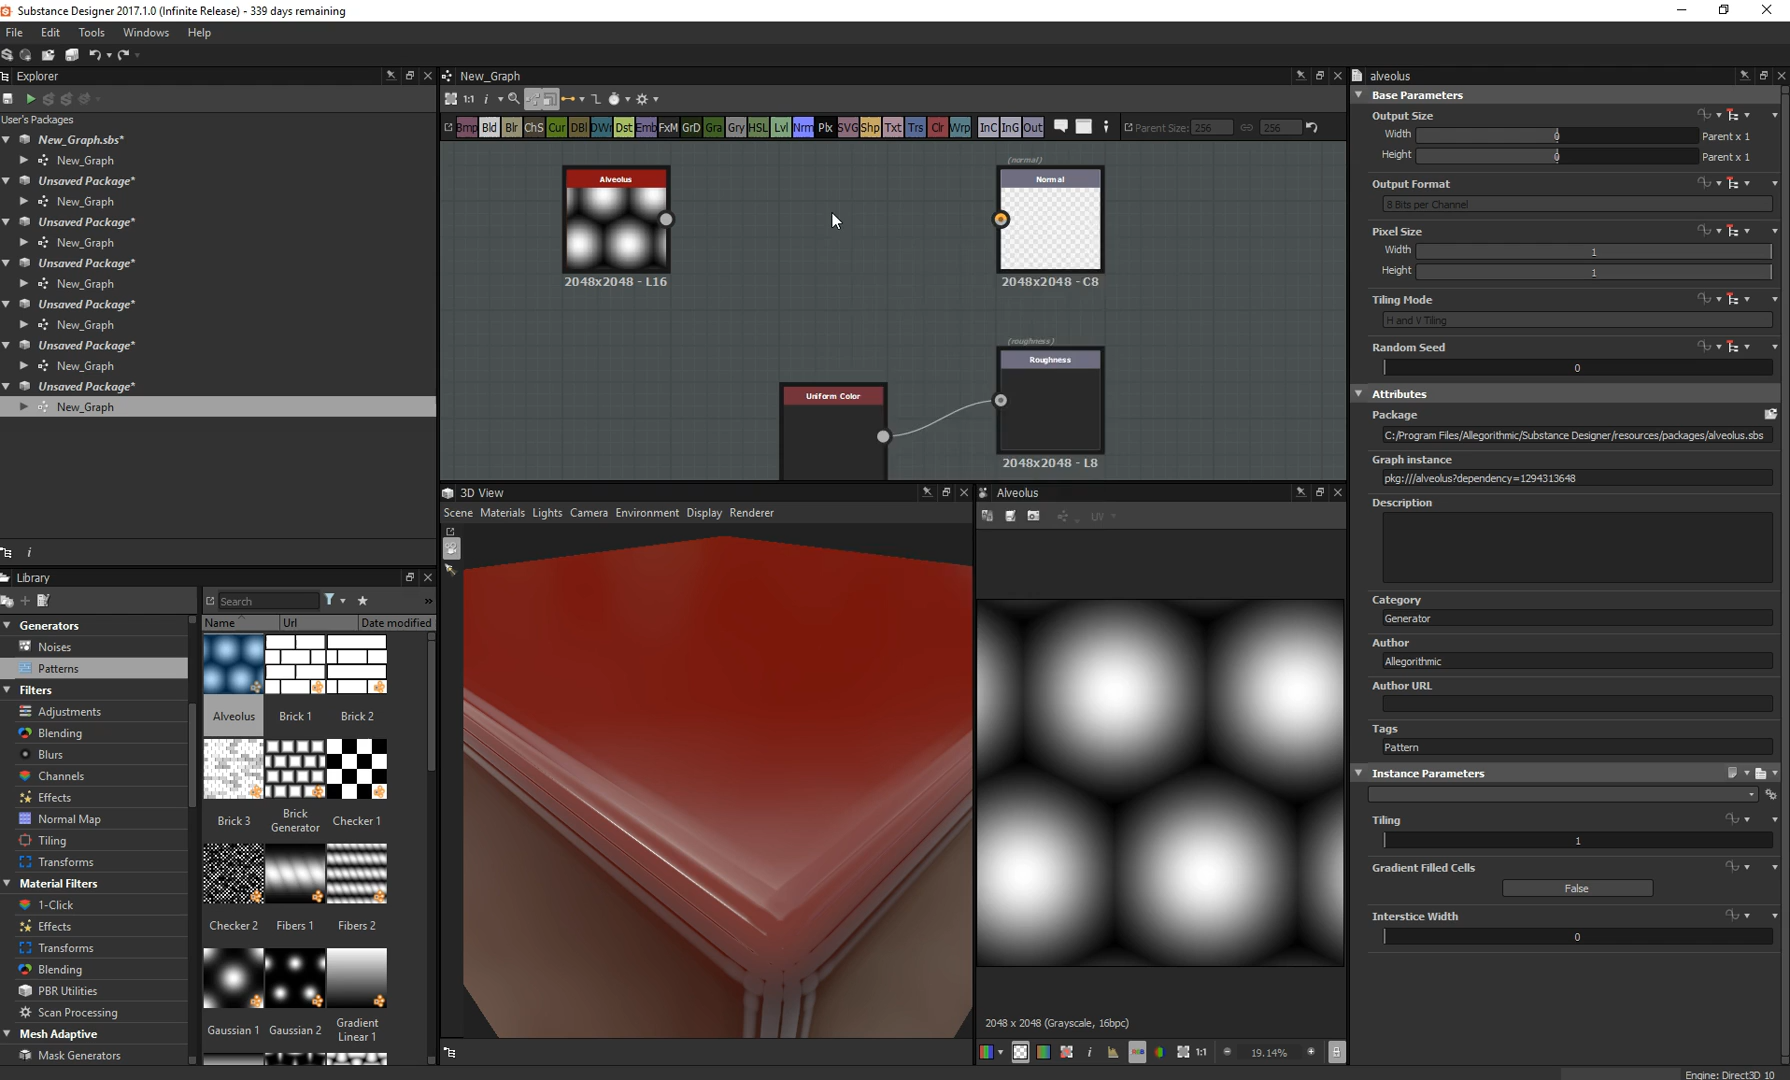 Substance Designer 2017.1.0 (Infinite Release) - 339 days remaining
File Edit Tools Windows Help
Explorer
User's Packages
New_Graph.sbs*
New_Graph
Unsaved Package*
New_Graph
Unsaved Package*
New_Graph
Unsaved Package*
New_Graph
Unsaved Package*
New_Graph
Unsaved Package*
New_Graph
Unsaved Package*
New_Graph
Library
Search
Name Url Date modified
Generators
Noises
Patterns
Filters
Adjustments
Blending
Blurs
Channels
Effects
Normal Map
Tiling
Transforms
Material Filters
1-Click
Effects
Transforms
Blending
PBR Utilities
Scan Processing
Mesh Adaptive
Mask Generators
Alveolus Brick 1 Brick 2
Brick 3 Brick Generator Checker 1
Checker 2 Fibers 1 Fibers 2
Gaussian 1 Gaussian 2 Gradient Linear 1
New_Graph
1:1
Bmp Bld Blr ChS Cur DBl DWr Dst Emb FxM GrD Gra Gry HSL Lvl Nrm Plx SVG Shp Txt Trs Clr Wrp InC InG Out
Parent Size: 256 256
Alveolus
2048x2048 - L16
(normal)
Normal
2048x2048 - C8
(roughness)
Roughness
2048x2048 - L8
Uniform Color
3D View
Scene Materials Lights Camera Environment Display Renderer
Alveolus
UV
2048 x 2048 (Grayscale, 16bpc)
1:1 19.14%
alveolus
Base Parameters
Output Size
Width 0 Parent x 1
Height 0 Parent x 1
Output Format
8 Bits per Channel
Pixel Size
Width 1
Height 1
Tiling Mode
H and V Tiling
Random Seed
0
Attributes
Package
C:/Program Files/Allegorithmic/Substance Designer/resources/packages/alveolus.sbs
Graph instance
pkg:///alveolus?dependency=1294313648
Description
Category
Generator
Author
Allegorithmic
Author URL
Tags
Pattern
Instance Parameters
Tiling
1
Gradient Filled Cells
False
Interstice Width
0
Engine: Direct3D 10